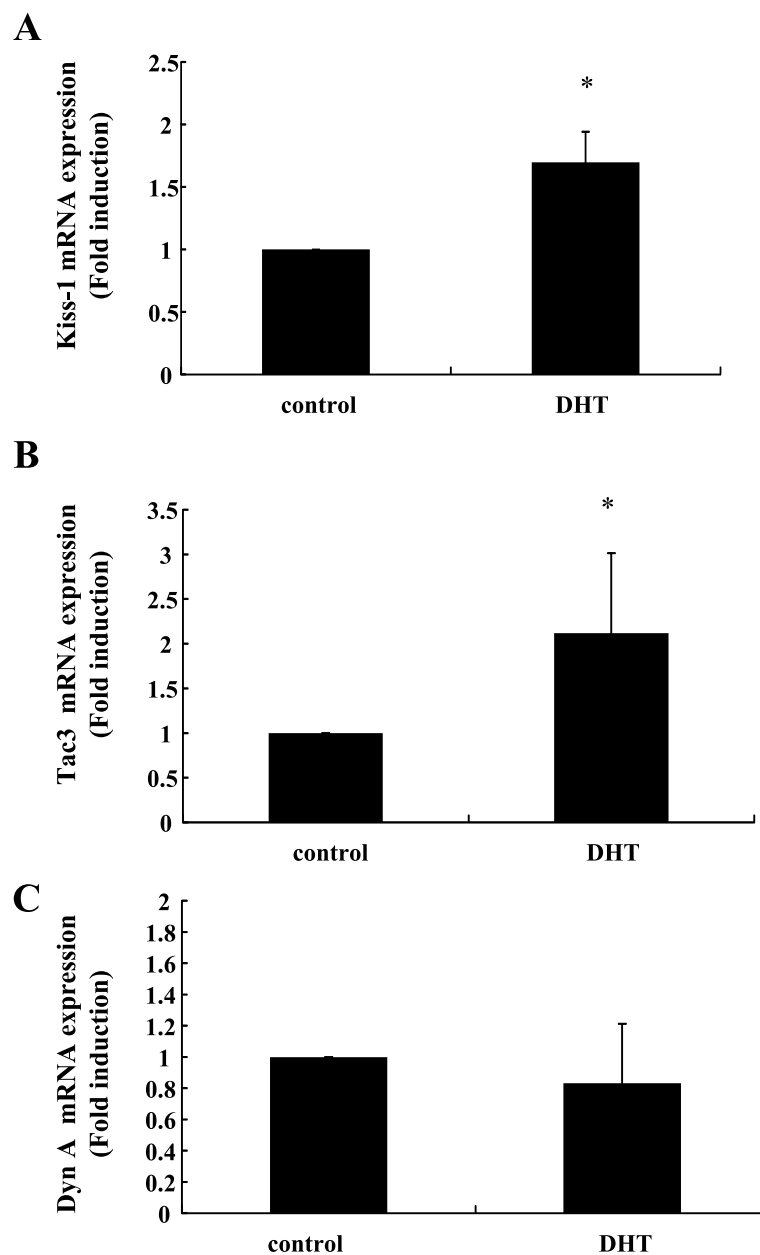 A
Kiss-1 mRNA expression
(Fold induction)
2.5
2
1.5
1
0.5
0
*
control
DHT
B
Tac3 mRNA expression
(Fold induction)
3.5
3
2.5
2
1.5
1
0.5
0
*
control
DHT
C
Dyn A mRNA expression
(Fold induction)
2
1.8
1.6
1.4
1.2
1
0.8
0.6
0.4
0.2
0
control
DHT